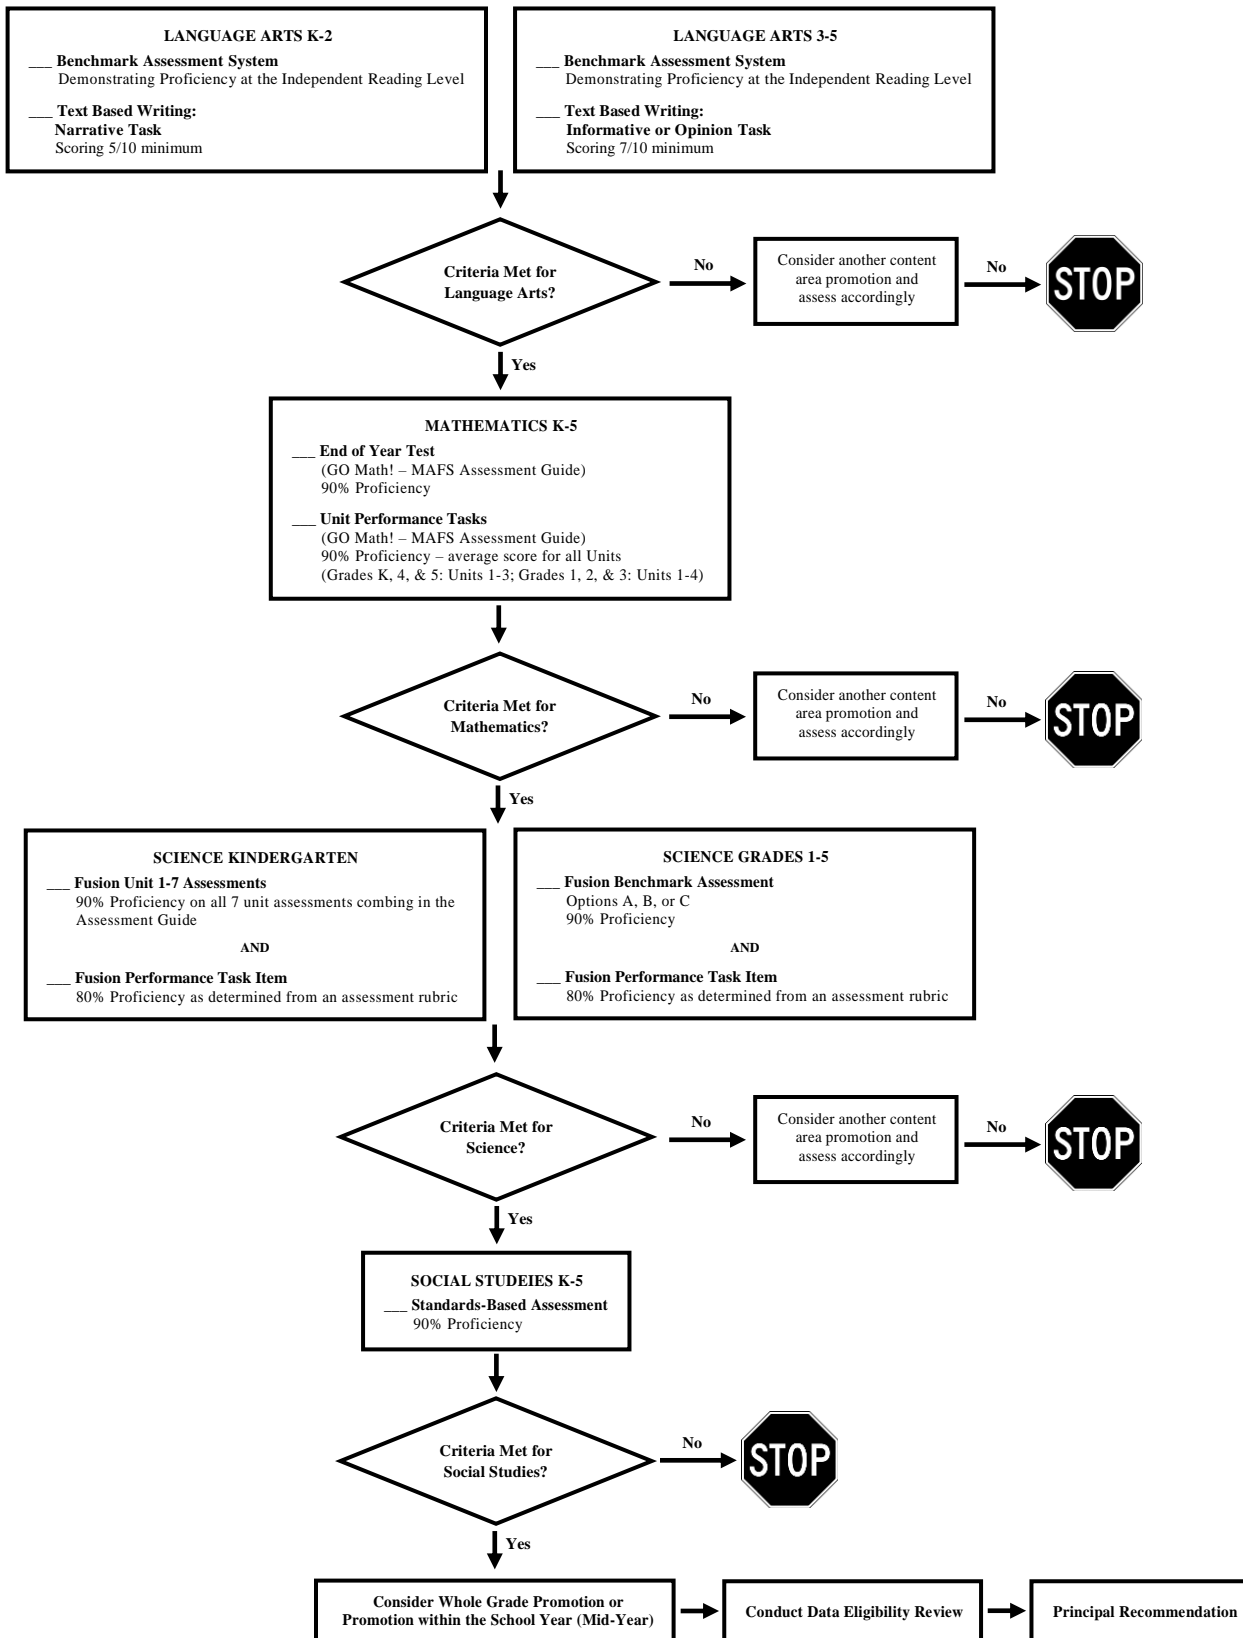 LANGUAGE ARTS K-2
___ Benchmark Assessment System
Demonstrating Proficiency at the Independent Reading Level
___ Text Based Writing:
Narrative Task
Scoring 5/10 minimum
LANGUAGE ARTS 3-5
___ Benchmark Assessment System
Demonstrating Proficiency at the Independent Reading Level
___ Text Based Writing:
Informative or Opinion Task
Scoring 7/10 minimum
Criteria Met for
Language Arts?
No
Consider another content
area promotion and
assess accordingly
No
STOP
Yes
MATHEMATICS K-5
___ End of Year Test
(GO Math! – MAFS Assessment Guide)
90% Proficiency
___ Unit Performance Tasks
(GO Math! – MAFS Assessment Guide)
90% Proficiency – average score for all Units
(Grades K, 4, & 5: Units 1-3; Grades 1, 2, & 3: Units 1-4)
Criteria Met for
Mathematics?
No
Consider another content
area promotion and
assess accordingly
No
STOP
Yes
SCIENCE KINDERGARTEN
___ Fusion Unit 1-7 Assessments
90% Proficiency on all 7 unit assessments combing in the
Assessment Guide
AND
___ Fusion Performance Task Item
80% Proficiency as determined from an assessment rubric
SCIENCE GRADES 1-5
___ Fusion Benchmark Assessment
Options A, B, or C
90% Proficiency
AND
___ Fusion Performance Task Item
80% Proficiency as determined from an assessment rubric
Criteria Met for
Science?
No
Consider another content
area promotion and
assess accordingly
No
STOP
Yes
SOCIAL STUDEIES K-5
___ Standards-Based Assessment
90% Proficiency
Criteria Met for
Social Studies?
No
STOP
Yes
Consider Whole Grade Promotion or
Promotion within the School Year (Mid-Year)
Conduct Data Eligibility Review
Principal Recommendation